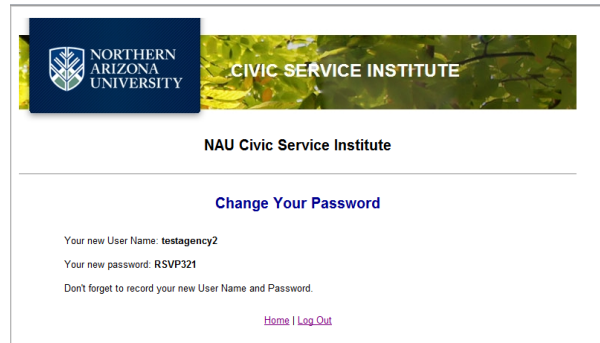 NORTHERN
ARIZONA
UNIVERSITY
CIVIC SERVICE INSTITUTE
NAU Civic Service Institute
Change Your Password
Your new User Name: testagency2
Your new password: RSVP321
Don't forget to record your new User Name and Password.
Home | Log Out